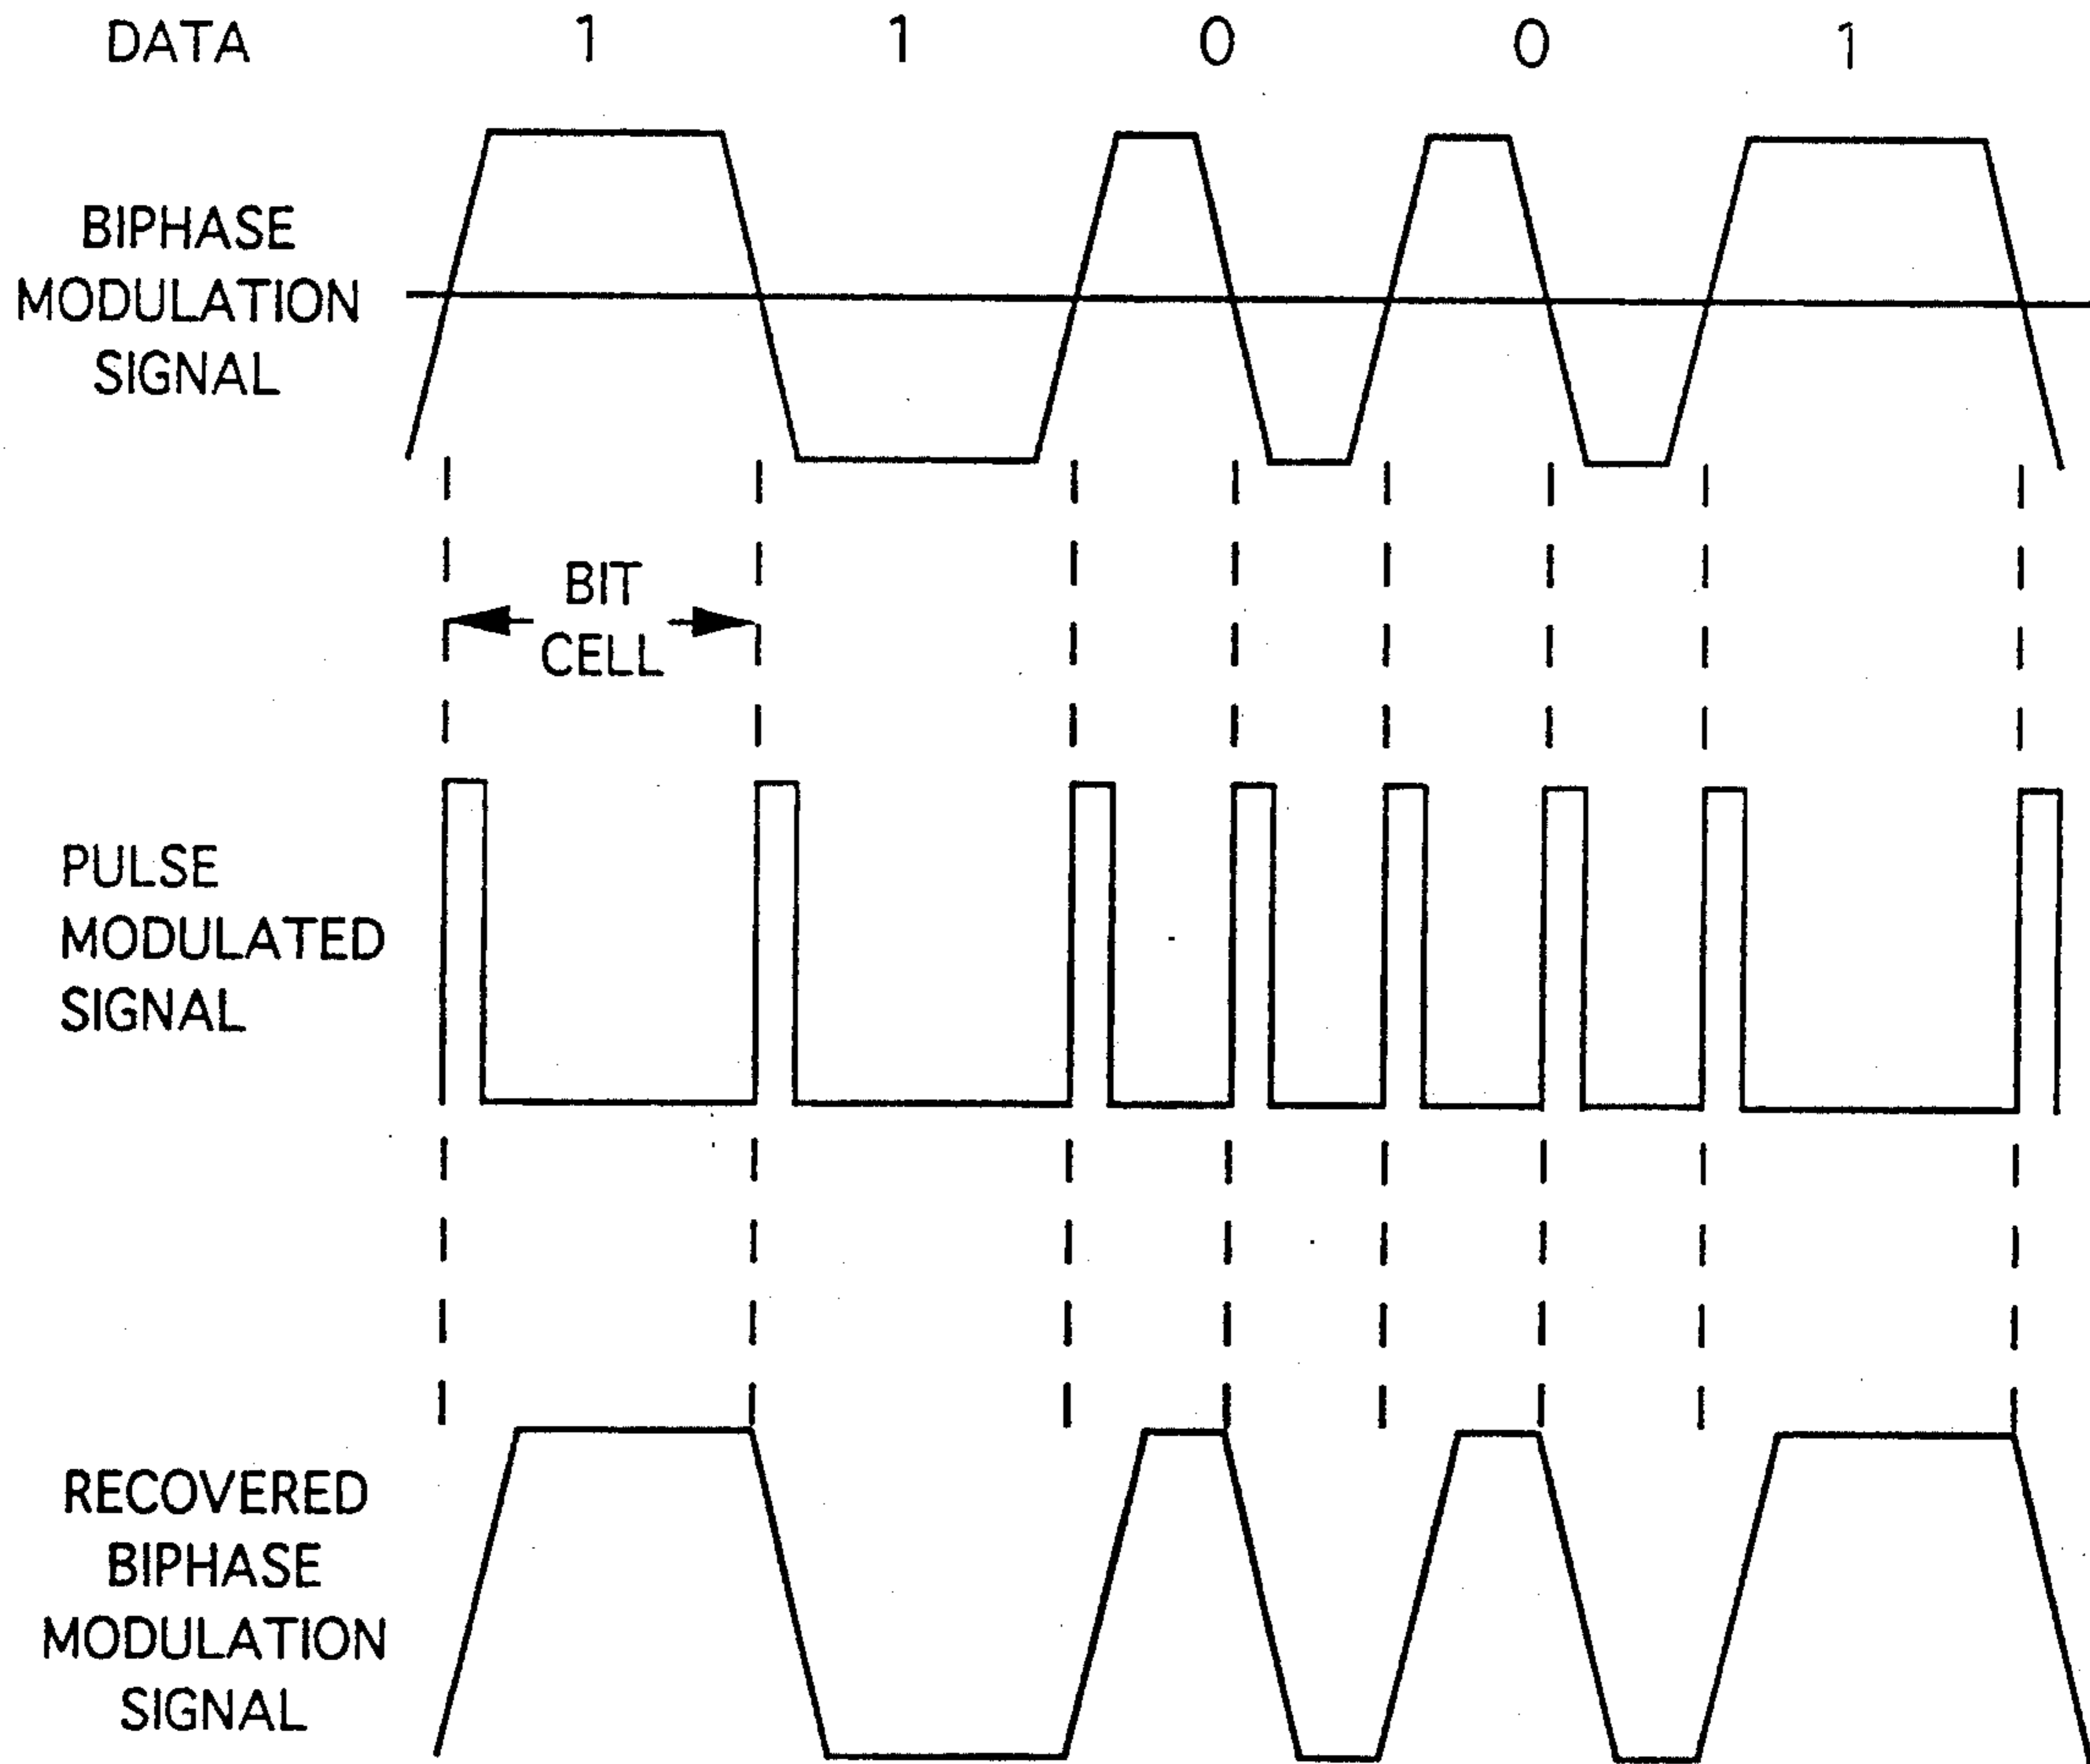 DATA 1 1 0 0 1
BIPHASE
MODULATION
SIGNAL
BIT
CELL
PULSE
MODULATED
SIGNAL
RECOVERED
BIPHASE
MODULATION
SIGNAL